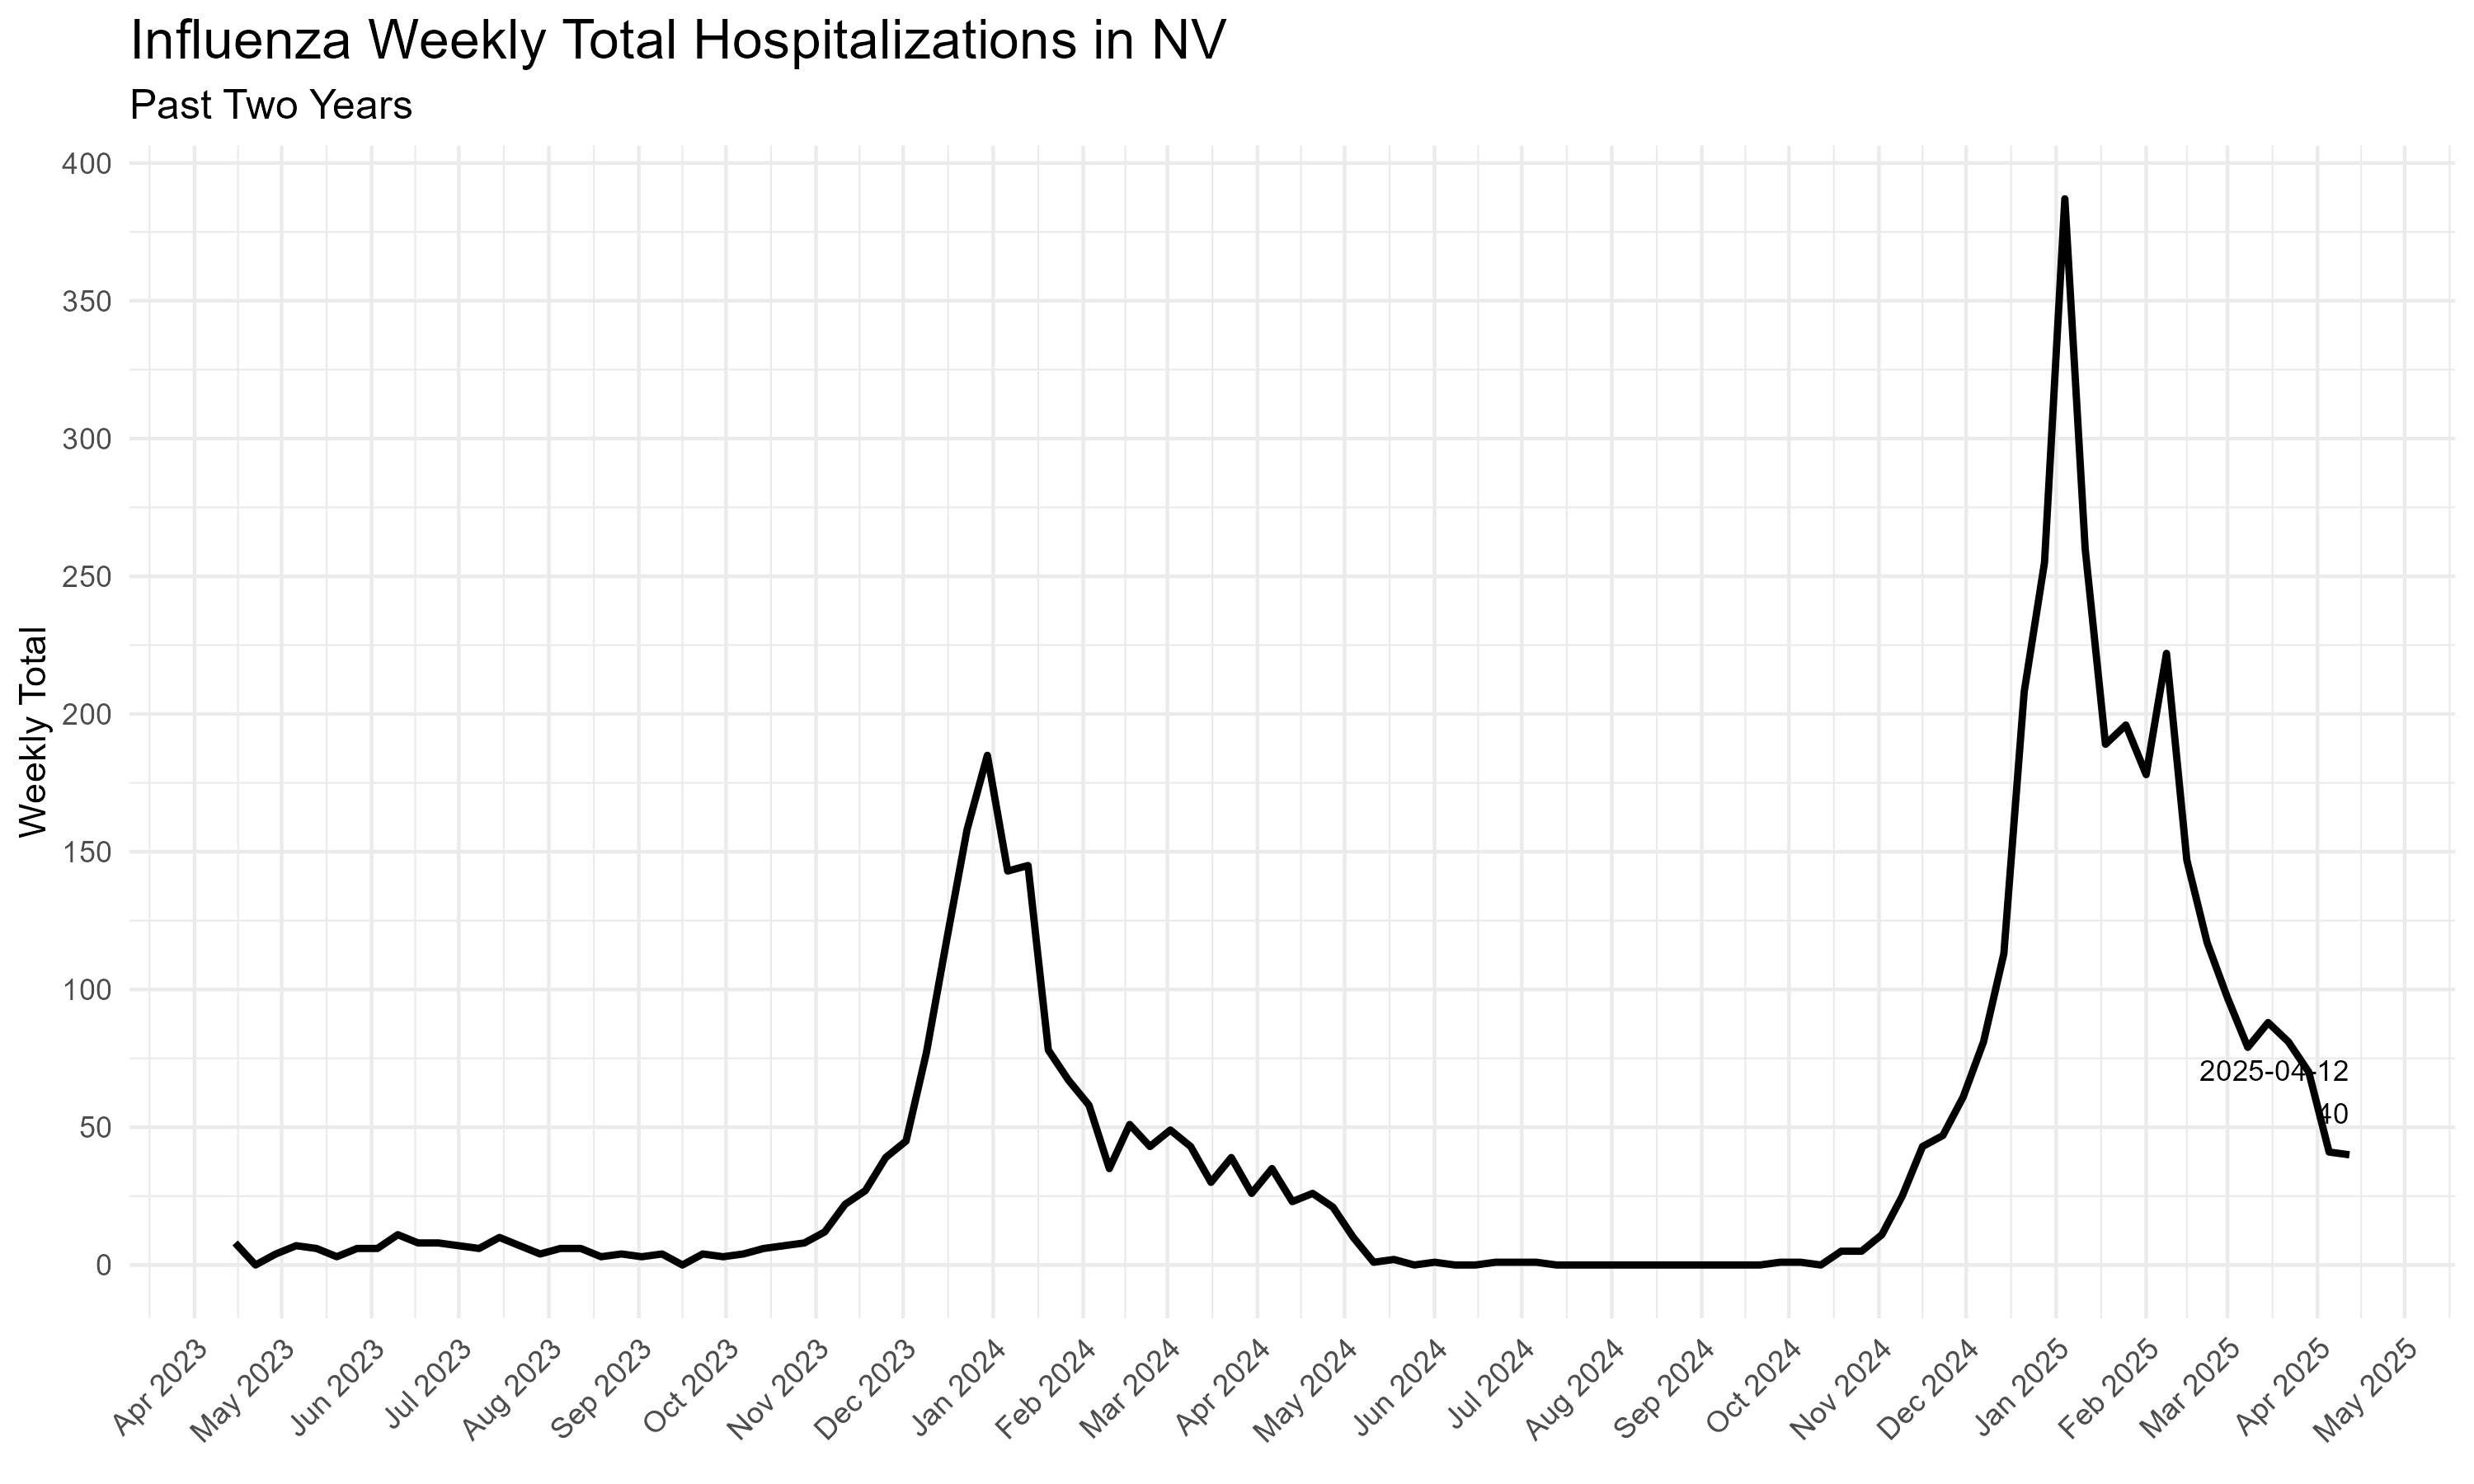 Influenza Weekly Total Hospitalizations in NV
Past Two Years
Weekly Total
400
350
300
250
200
150
100
50
0
2025-04-12
40
Apr 2023
May 2023
Jun 2023
Jul 2023
Aug 2023
Sep 2023
Oct 2023
Nov 2023
Dec 2023
Jan 2024
Feb 2024
Mar 2024
Apr 2024
May 2024
Jun 2024
Jul 2024
Aug 2024
Sep 2024
Oct 2024
Nov 2024
Dec 2024
Jan 2025
Feb 2025
Mar 2025
Apr 2025
May 2025